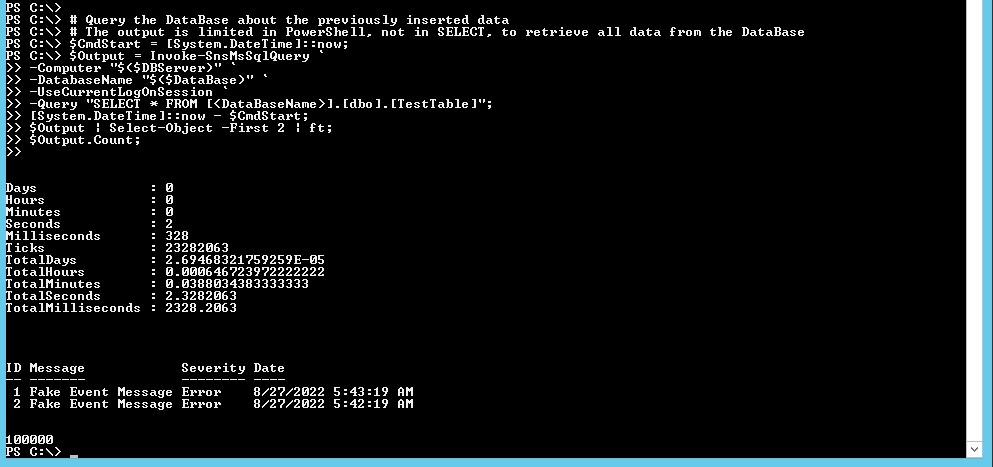 PS C:\>
PS C:\> # Query the DataBase about the previously inserted data
PS C:\> # The output is limited in PowerShell, not in SELECT, to retrieve all data from the DataBase
PS C:\> $CmdStart = [System.DateTime]::now;
PS C:\> $Output = Invoke-SnsMsSqlQuery `
>> -Computer "$($DBServer)" `
>> -DatabaseName "$($DataBase)" `
>> -UseCurrentLogOnSession `
>> -Query "SELECT * FROM [<DataBaseName>].[dbo].[TestTable]";
>> [System.DateTime]::now - $CmdStart;
>> $Output | Select-Object -First 2 | ft;
>> $Output.Count;
>>
Days : 0
Hours : 0
Minutes : 0
Seconds : 2
Milliseconds : 328
Ticks : 23282063
TotalDays : 2.69468321759259E-05
TotalHours : 0.000646723972222222
TotalMinutes : 0.0388034383333333
TotalSeconds : 2.3282063
TotalMilliseconds : 2328.2063
ID Message Severity Date
-- ------- -------- ----
1 Fake Event Message Error 8/27/2022 5:43:19 AM
2 Fake Event Message Error 8/27/2022 5:42:19 AM
100000
PS C:\> _